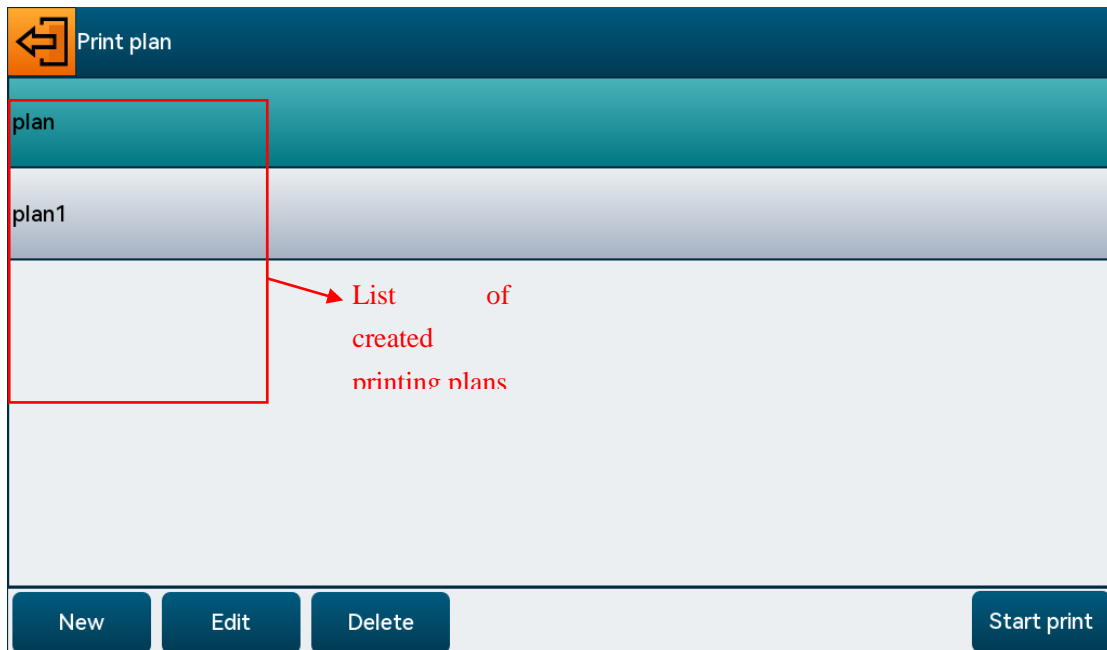 Print plan
plan
plan1
List of
created
printing plans
New Edit Delete Start print